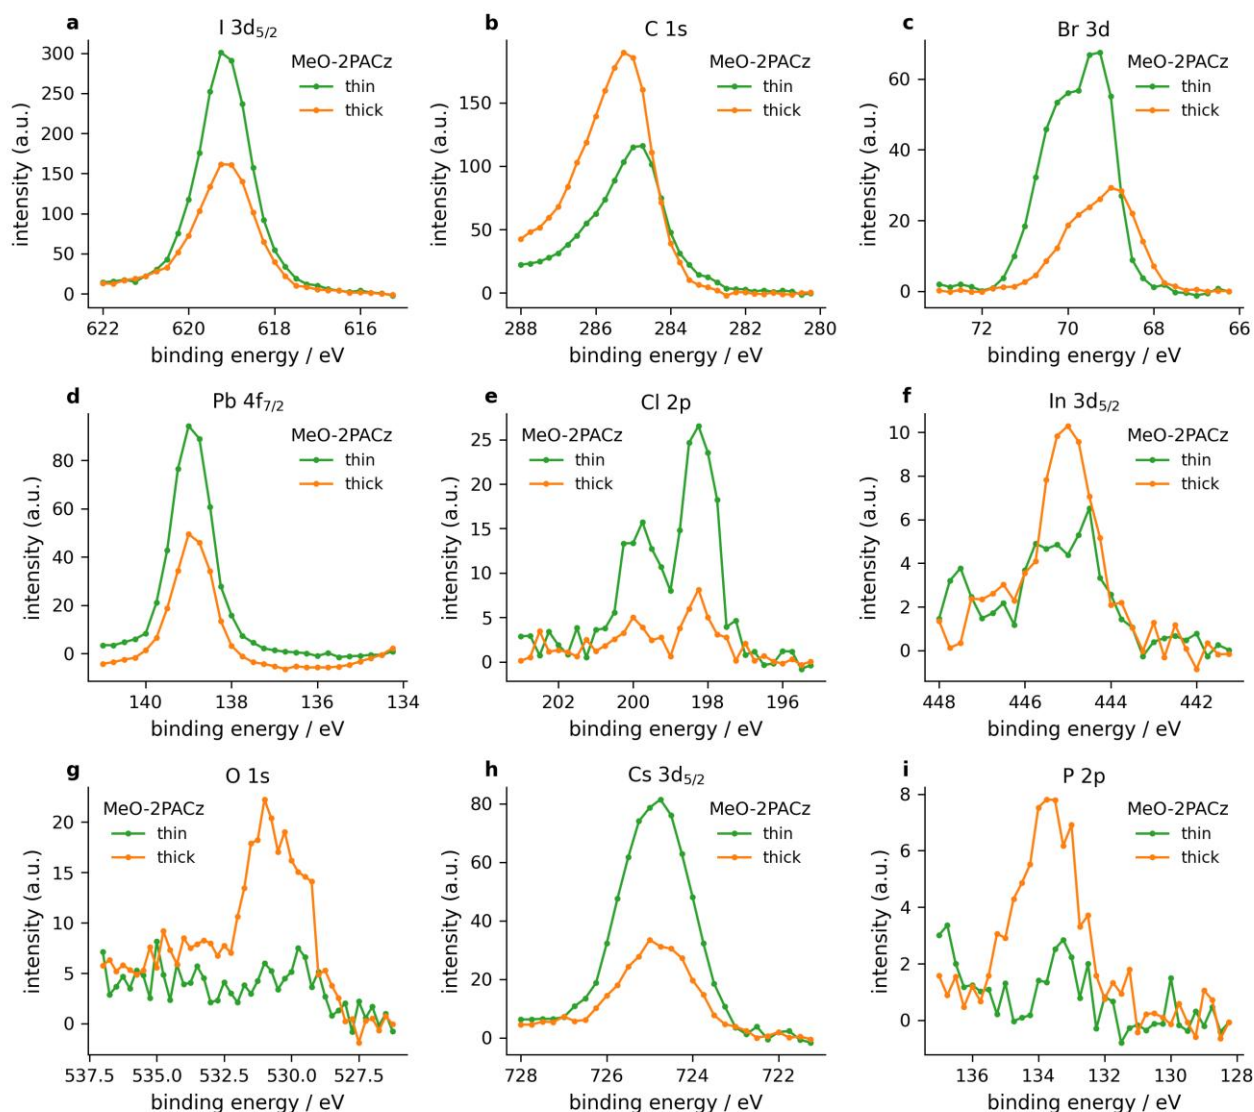 a
I 3d5/2
MeO-2PACz
thin
thick
intensity (a.u.)
300
250
200
150
100
50
0
622 620 618 616
binding energy / eV
b
C 1s
MeO-2PACz
thin
thick
intensity (a.u.)
150
100
50
0
288 286 284 282 280
binding energy / eV
c
Br 3d
MeO-2PACz
thin
thick
intensity (a.u.)
60
40
20
0
72 70 68 66
binding energy / eV
d
Pb 4f7/2
MeO-2PACz
thin
thick
intensity (a.u.)
80
60
40
20
0
140 138 136 134
binding energy / eV
e
Cl 2p
MeO-2PACz
thin
thick
intensity (a.u.)
25
20
15
10
5
0
202 200 198 196
binding energy / eV
f
In 3d5/2
MeO-2PACz
thin
thick
intensity (a.u.)
10
8
6
4
2
0
448 446 444 442
binding energy / eV
g
O 1s
MeO-2PACz
thin
thick
intensity (a.u.)
20
15
10
5
0
537.5 535.0 532.5 530.0 527.5
binding energy / eV
h
Cs 3d5/2
MeO-2PACz
thin
thick
intensity (a.u.)
80
60
40
20
0
728 726 724 722
binding energy / eV
i
P 2p
MeO-2PACz
thin
thick
intensity (a.u.)
8
6
4
2
0
136 134 132 130 128
binding energy / eV